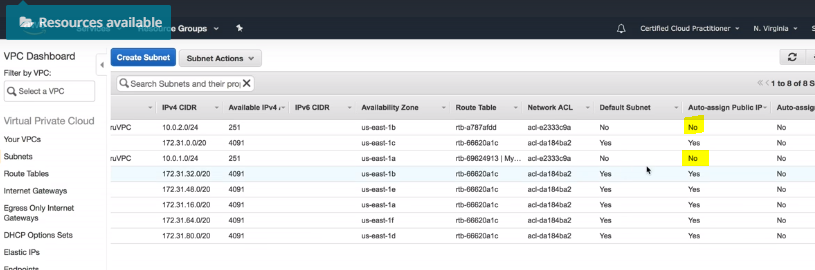 Resources available
Services Resource Groups Certified Cloud Practitioner N. Virginia
VPC Dashboard
Create Subnet Subnet Actions
Filter by VPC:
Select a VPC
Search Subnets and their pro
1 to 8 of 8 S
IPv4 CIDR Available IPv4 IPv6 CIDR Availability Zone Route Table Network ACL Default Subnet Auto-assign Public IP Auto-assig
Virtual Private Cloud
Your VPCs
Subnets
Route Tables
Internet Gateways
Egress Only Internet
Gateways
DHCP Options Sets
Elastic IPs
Endpoints
ruVPC 10.0.2.0/24 251 us-east-1b rtb-a787afdd acl-e2333c9a No No No
172.31.0.0/20 4091 us-east-1c rtb-66620a1c acl-da184ba2 Yes Yes No
ruVPC 10.0.1.0/24 251 us-east-1a rtb-69624913 | My... acl-e2333c9a No No No
172.31.32.0/20 4091 us-east-1b rtb-66620a1c acl-da184ba2 Yes Yes No
172.31.48.0/20 4091 us-east-1e rtb-66620a1c acl-da184ba2 Yes Yes No
172.31.16.0/20 4091 us-east-1a rtb-66620a1c acl-da184ba2 Yes Yes No
172.31.64.0/20 4091 us-east-1f rtb-66620a1c acl-da184ba2 Yes Yes No
172.31.80.0/20 4091 us-east-1d rtb-66620a1c acl-da184ba2 Yes Yes No